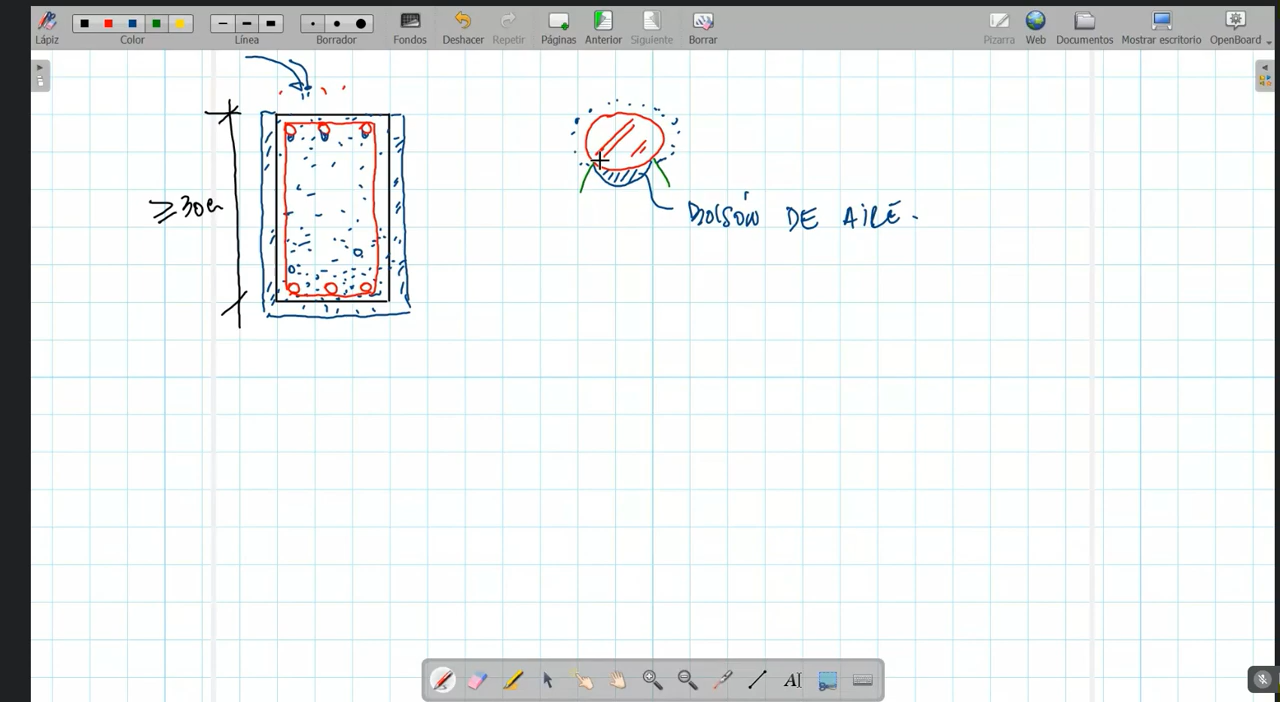 Lápiz
Color
Línea
Borrador
Fondos
Deshacer
Repetir
Páginas
Anterior
Siguiente
Borrar
Pizarra
Web
Documentos
Mostrar escritorio
OpenBoard
≥30cm
BOLSÓN DE AIRE.
AI